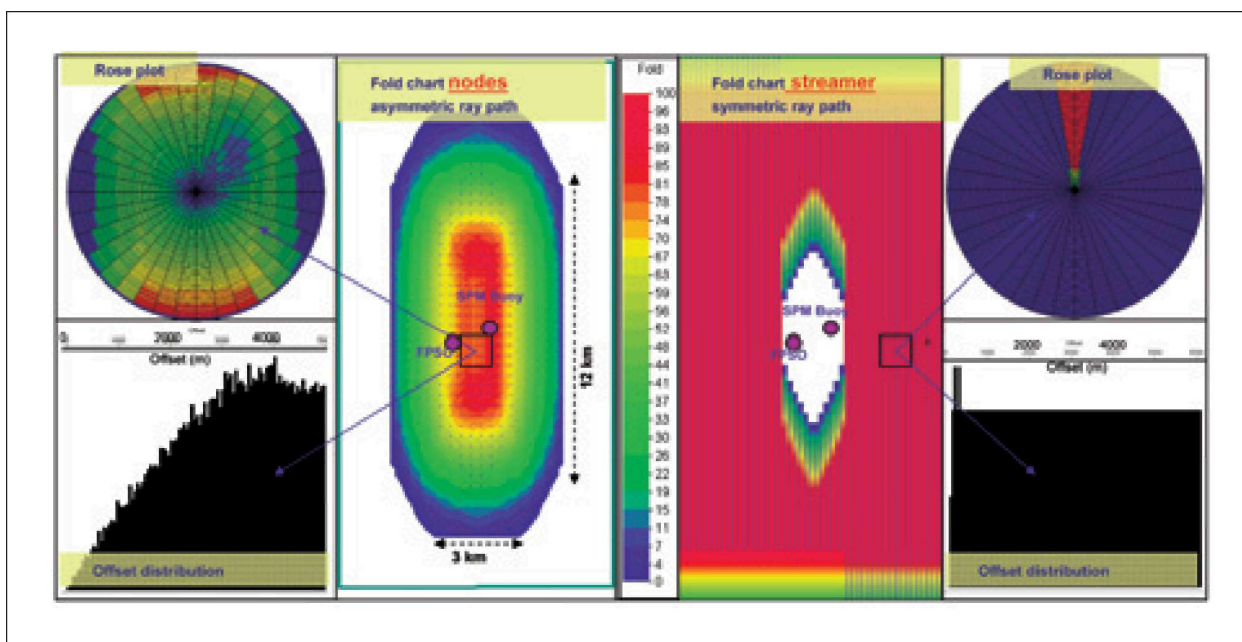 Rose plot
Fold chart nodes
asymmetric ray path
Fold
Fold chart streamer
symmetric ray path
Rose plot
100
96
93
89
85
81
78
74
70
67
63
59
56
52
48
44
41
37
33
30
26
22
19
15
11
7
4
0
SPM Buoy
FPSO
12 km
3 km
SPM Buoy
FPSO
0 2000 Offset 4000
Offset (m)
Offset distribution
2000 Offset 4000
Offset (m)
Offset distribution